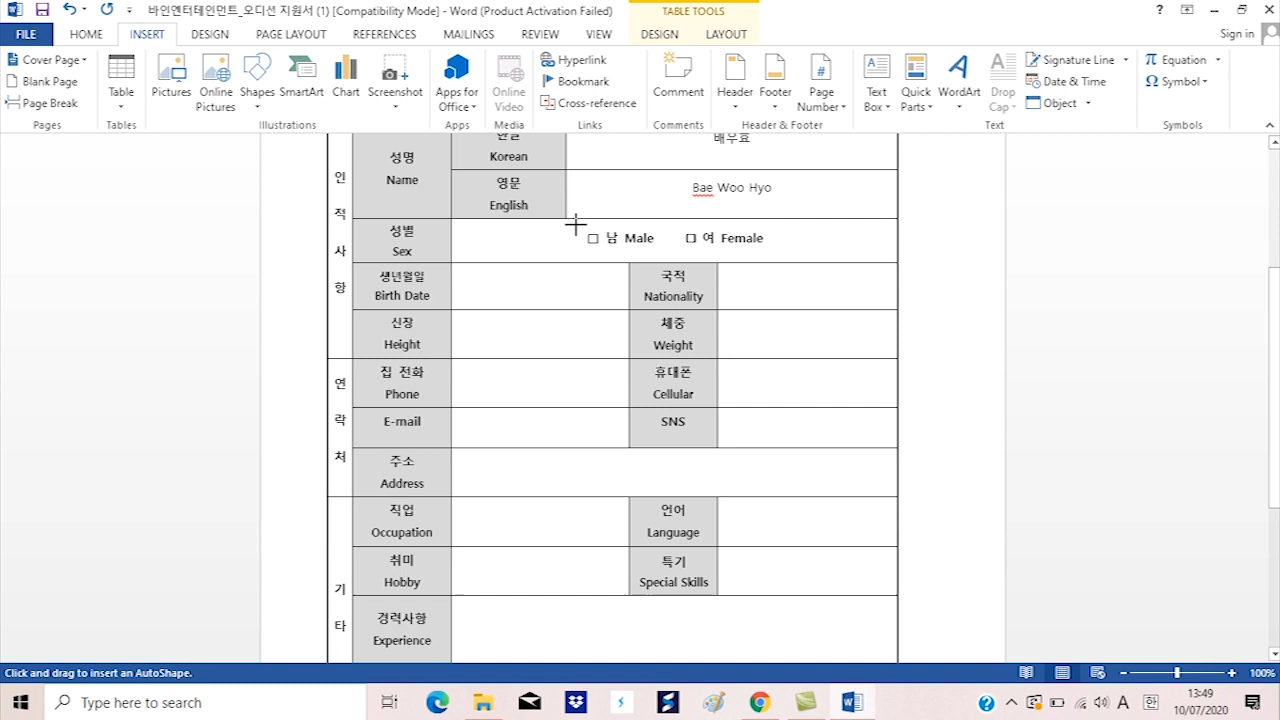 바인엔터테인먼트_오디션 지원서 (1) [Compatibility Mode] - Word (Product Activation Failed)
TABLE TOOLS
?
FILE HOME INSERT DESIGN PAGE LAYOUT REFERENCES MAILINGS REVIEW VIEW DESIGN LAYOUT Sign in
Cover Page
Blank Page
Page Break
Pages
Table
Tables
Pictures
Online Pictures
Shapes
SmartArt
Chart
Screenshot
Illustrations
Apps for Office
Apps
Online Video
Media
Hyperlink
Bookmark
Cross-reference
Links
Comment
Comments
Header
Footer
Page Number
Header & Footer
Text Box
Quick Parts
WordArt
Drop Cap
Signature Line
Date & Time
Object
Text
Equation
Symbol
Symbols
인
적
사
항
성명
Name
한글
Korean
배우효
영문
English
Bae Woo Hyo
성별
Sex
□ 남 Male □ 여 Female
생년월일
Birth Date
국적
Nationality
신장
Height
체중
Weight
연
락
처
집 전화
Phone
휴대폰
Cellular
E-mail
SNS
주소
Address
기
타
직업
Occupation
언어
Language
취미
Hobby
특기
Special Skills
경력사항
Experience
Click and drag to insert an AutoShape.
100%
Type here to search
A
한
13:49
10/07/2020